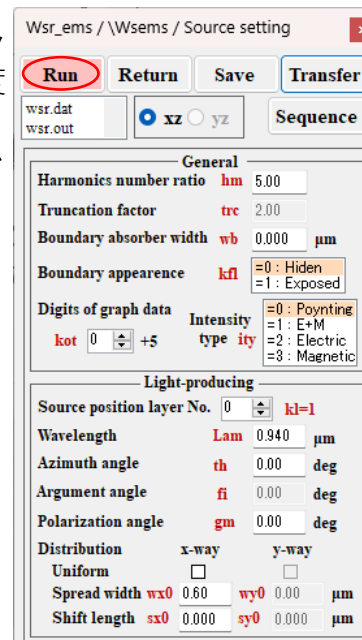 Wsr_ems / \Wsems / Source setting
Run Return Save Transfer
wsr.dat
wsr.out
xz yz Sequence
General
Harmonics number ratio hm 5.00
Truncation factor trc 2.00
Boundary absorber width wb 0.000 μm
Boundary appearence kfl =0 : Hiden
=1 : Exposed
Digits of graph data
kot 0 +5
Intensity
type ity
=0 : Poynting
=1 : E+M
=2 : Electric
=3 : Magnetic
Light-producing
Source position layer No. 0 kl=1
Wavelength Lam 0.940 μm
Azimuth angle th 0.00 deg
Argument angle fi 0.00 deg
Polarization angle gm 0.00 deg
Distribution x-way y-way
Uniform
Spread width wx0 0.60 wy0 0.00 μm
Shift length sx0 0.000 sy0 0.000 μm